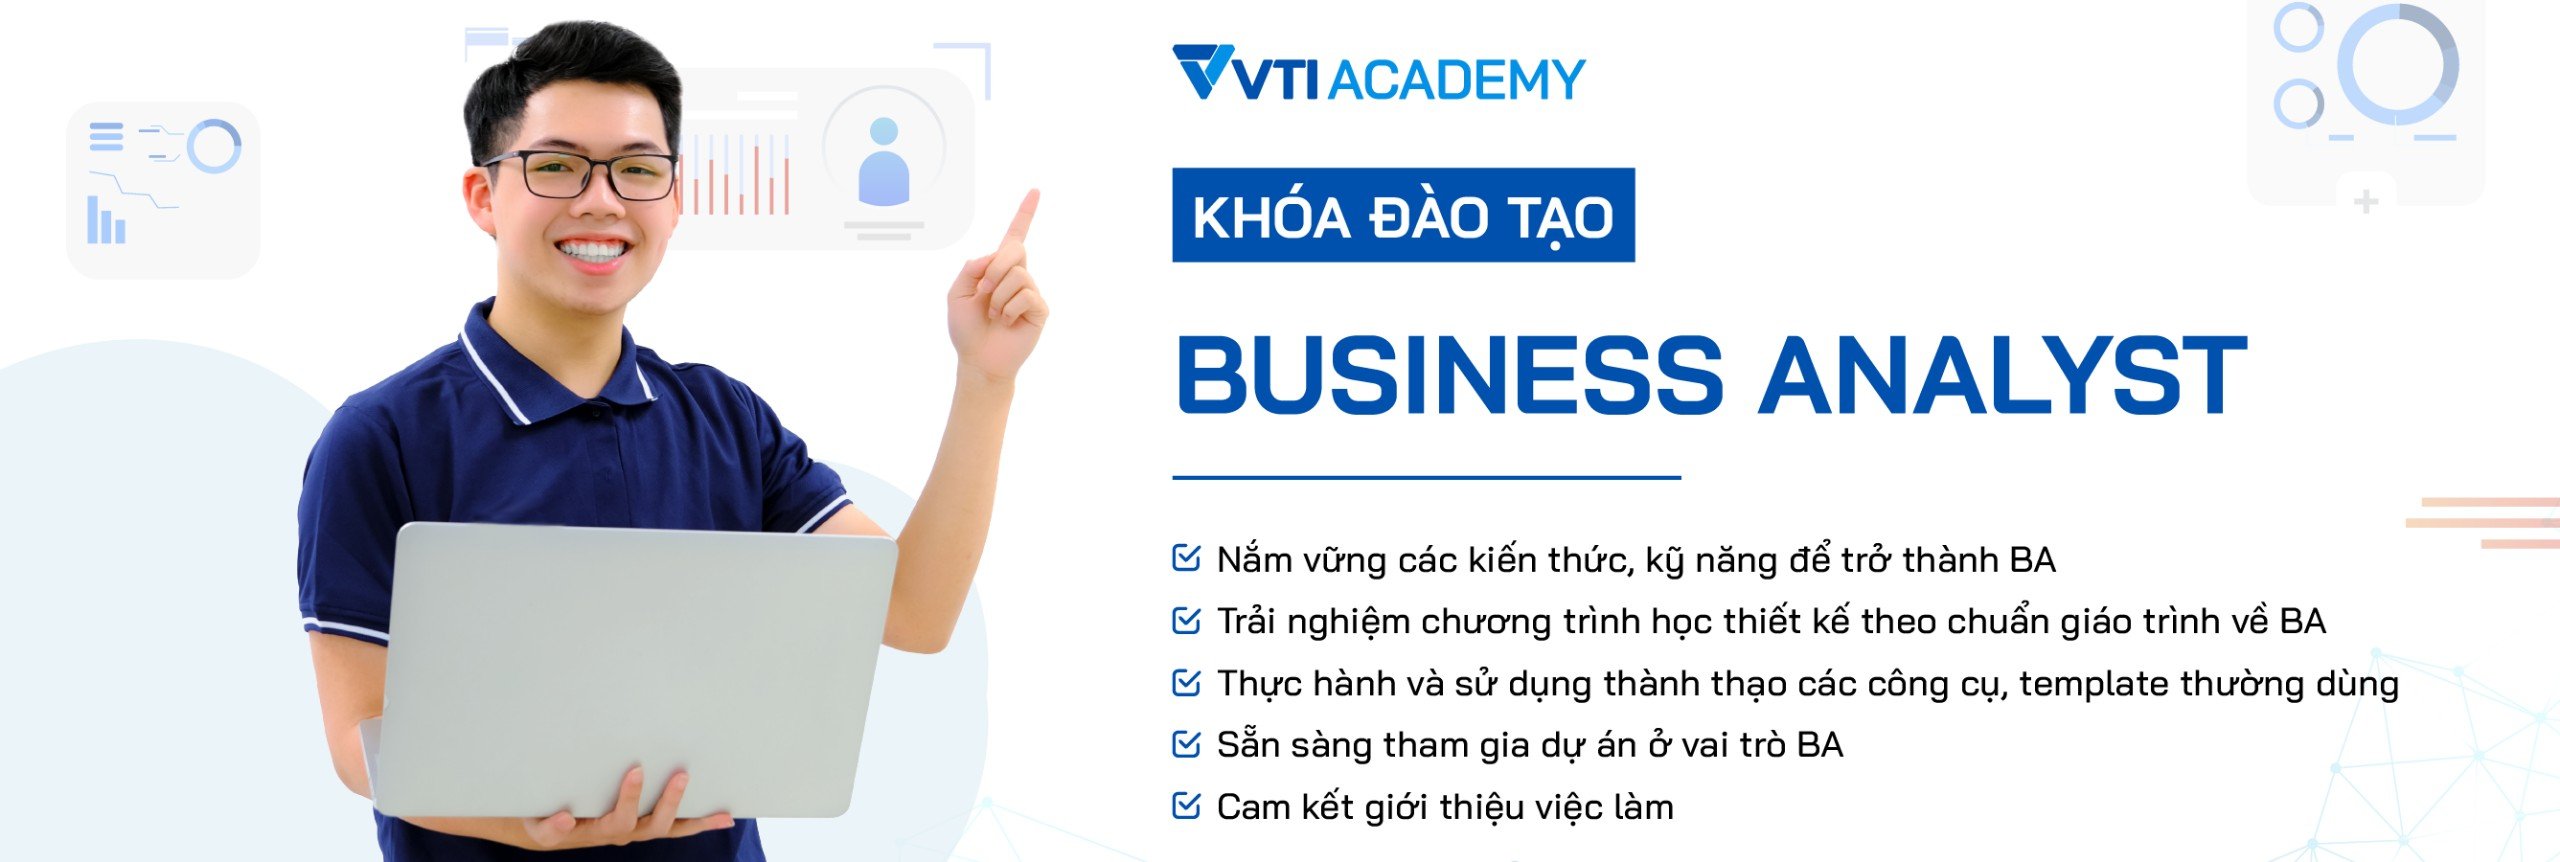 VTI ACADEMY
KHÓA ĐÀO TẠO
BUSINESS ANALYST
Nắm vững các kiến thức, kỹ năng để trở thành BA
Trải nghiệm chương trình học thiết kế theo chuẩn giáo trình về BA
Thực hành và sử dụng thành thạo các công cụ, template thường dùng
Sẵn sàng tham gia dự án ở vai trò BA
Cam kết giới thiệu việc làm